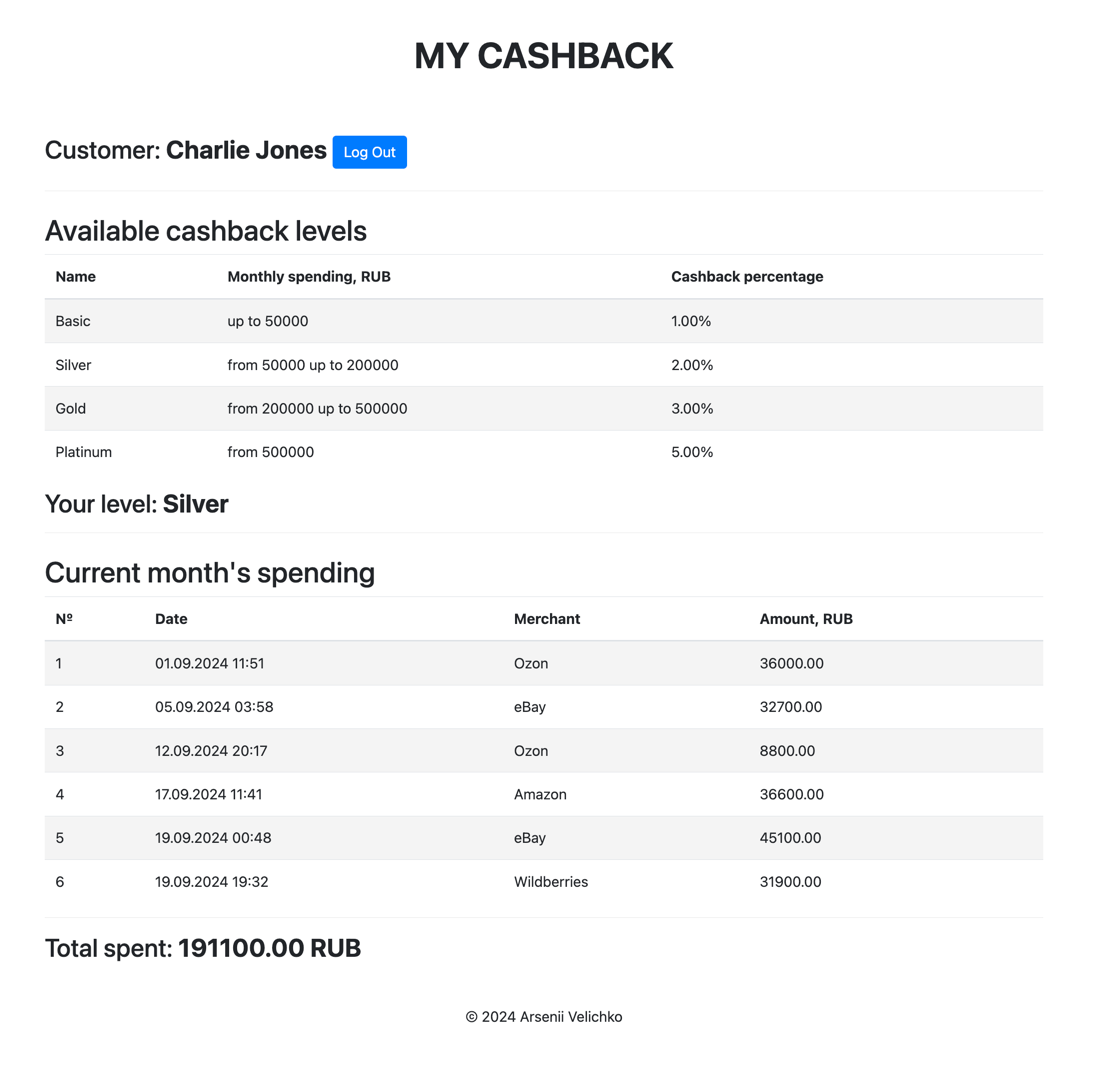 MY CASHBACK
Customer: Charlie Jones Log Out
Available cashback levels
Name Monthly spending, RUB Cashback percentage
Basic up to 50000 1.00%
Silver from 50000 up to 200000 2.00%
Gold from 200000 up to 500000 3.00%
Platinum from 500000 5.00%
Your level: Silver
Current month's spending
Nº Date Merchant Amount, RUB
1 01.09.2024 11:51 Ozon 36000.00
2 05.09.2024 03:58 eBay 32700.00
3 12.09.2024 20:17 Ozon 8800.00
4 17.09.2024 11:41 Amazon 36600.00
5 19.09.2024 00:48 eBay 45100.00
6 19.09.2024 19:32 Wildberries 31900.00
Total spent: 191100.00 RUB
© 2024 Arsenii Velichko